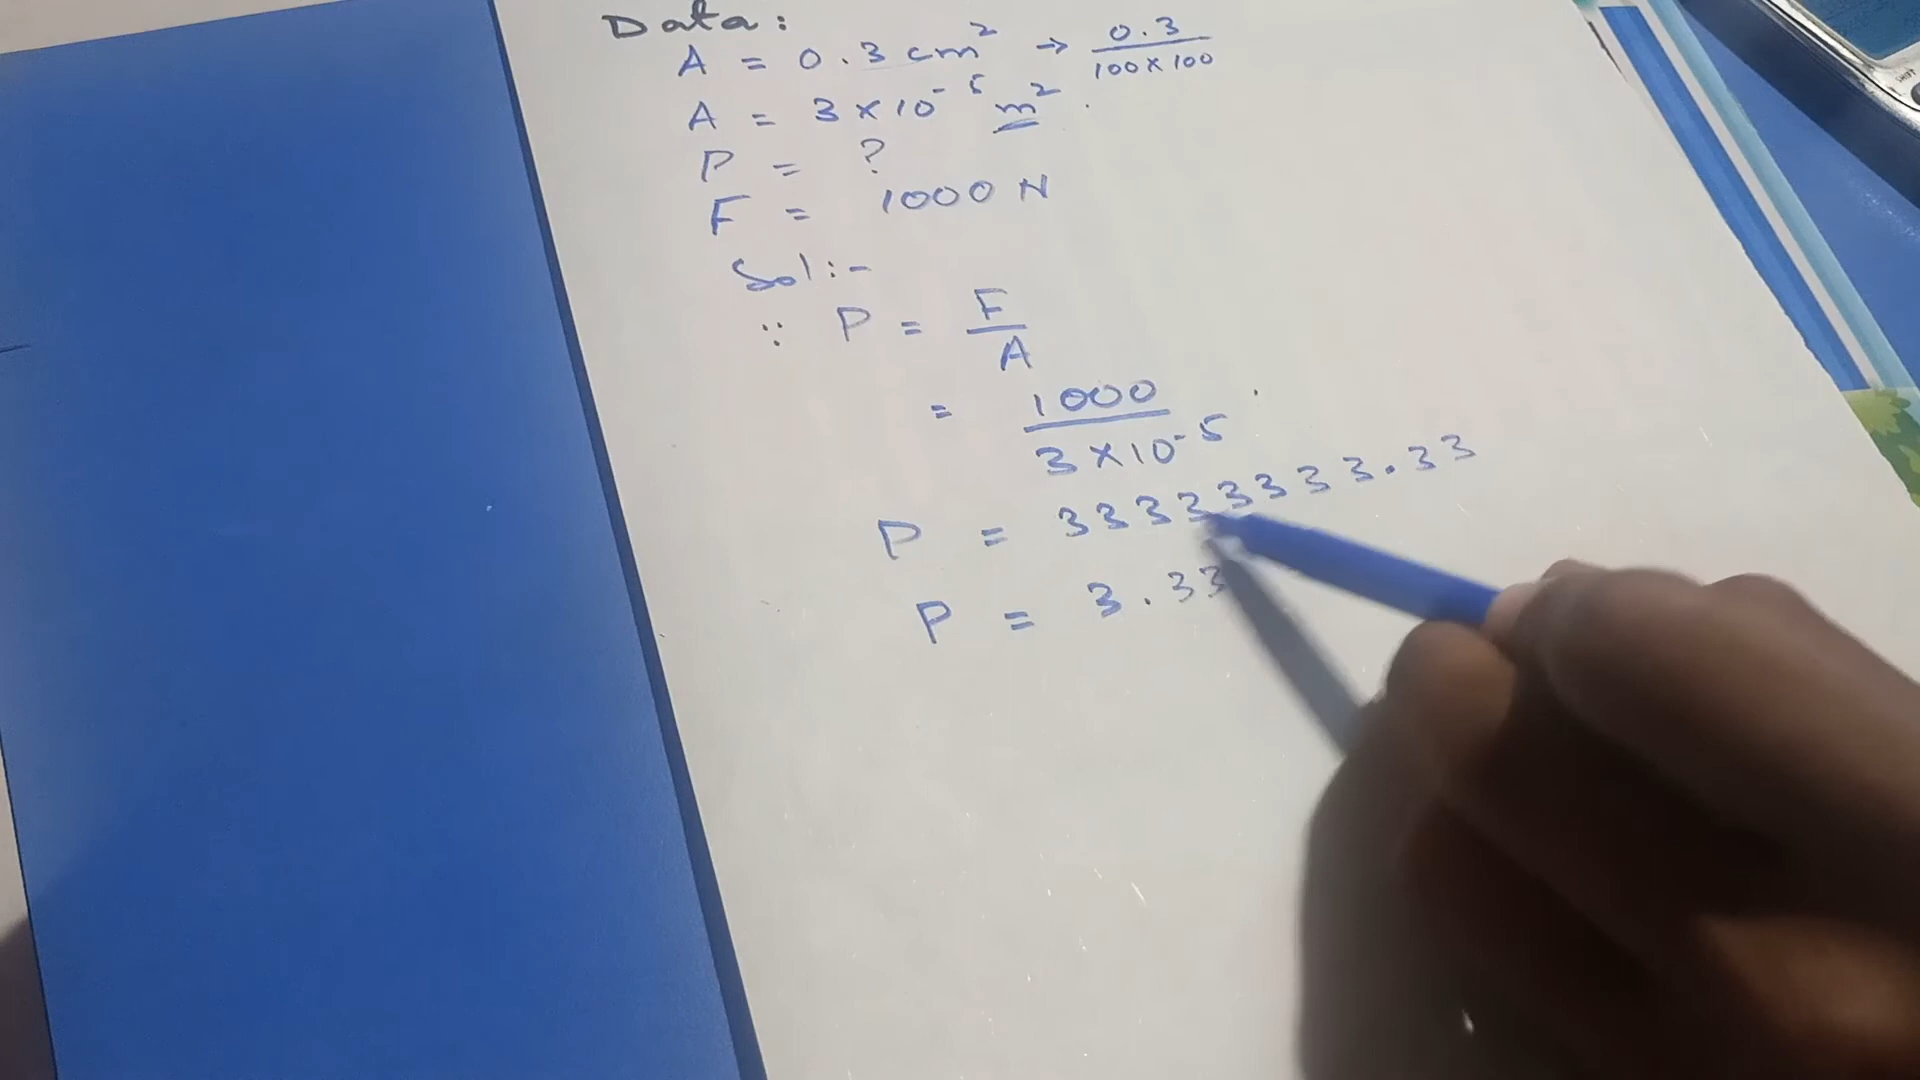 Data:
A = 0.3 cm² → 0.3 / 100×100
A = 3×10⁻⁵ m²
P = ?
F = 1000 N
Sol:-
∵ P = F / A
= 1000 / 3×10⁻⁵
P = 33333333.33
P = 3.33